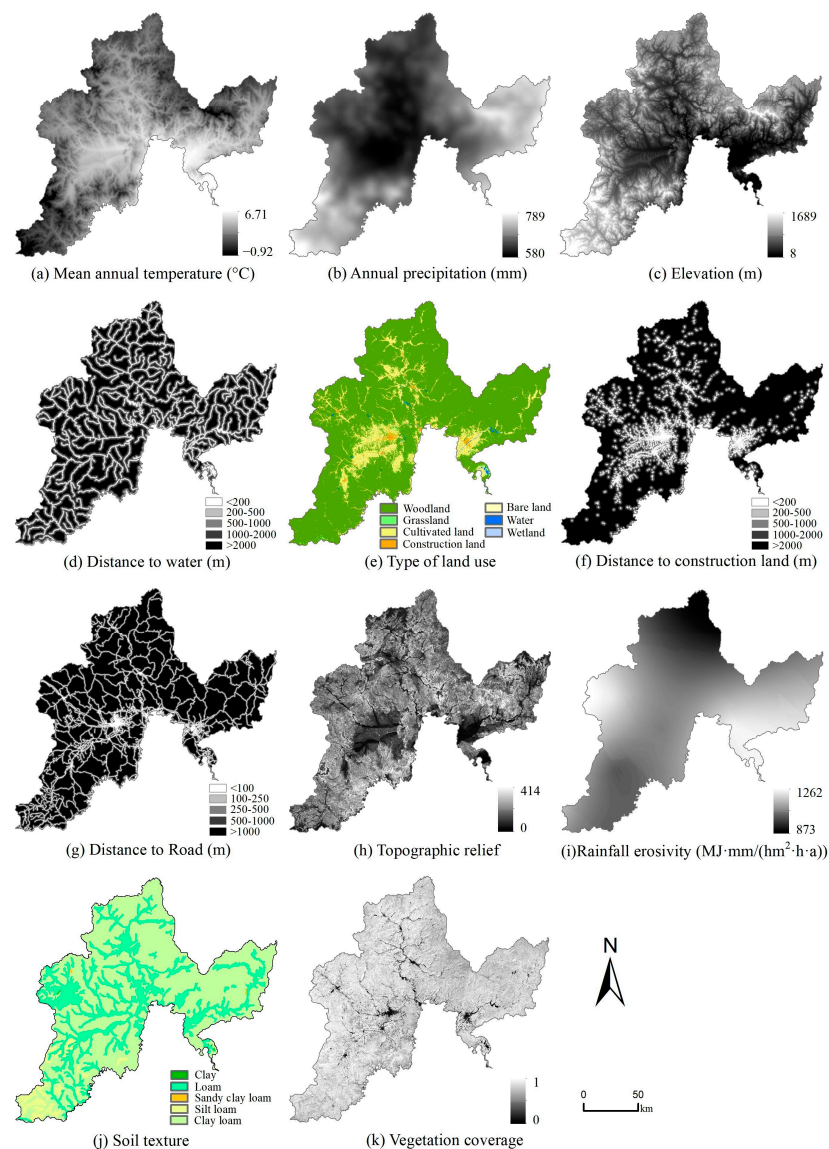 6.71
−0.92
(a) Mean annual temperature (°C)
789
580
(b) Annual precipitation (mm)
1689
8
(c) Elevation (m)
<200
200-500
500-1000
1000-2000
>2000
(d) Distance to water (m)
Woodland
Grassland
Cultivated land
Construction land
Bare land
Water
Wetland
(e) Type of land use
<200
200-500
500-1000
1000-2000
>2000
(f) Distance to construction land (m)
<100
100-250
250-500
500-1000
>1000
(g) Distance to Road (m)
414
0
(h) Topographic relief
1262
873
(i)Rainfall erosivity (MJ·mm/(hm²·h·a))
Clay
Loam
Sandy clay loam
Silt loam
Clay loam
(j) Soil texture
1
0
(k) Vegetation coverage
N
0 50
km